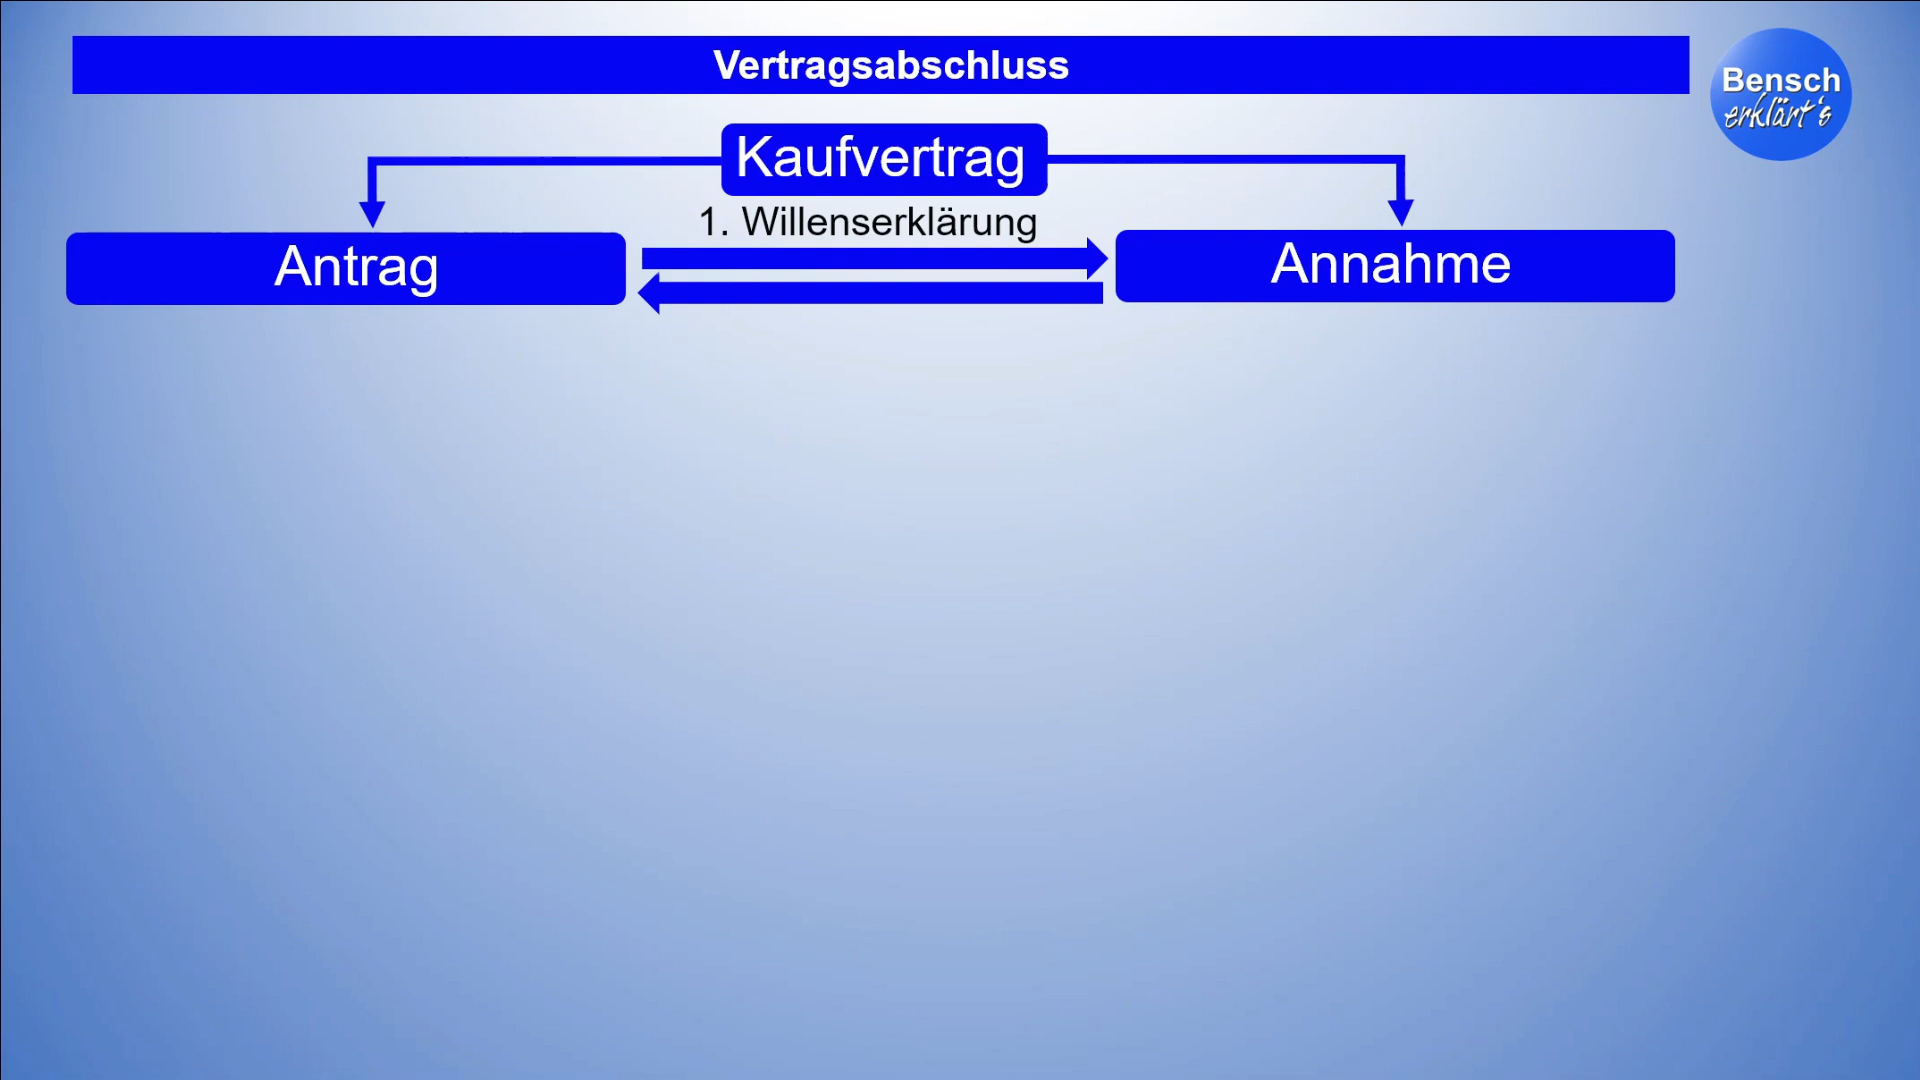 Vertragsabschluss
Bensch
erklärt's
Kaufvertrag
1. Willenserklärung
Antrag
Annahme